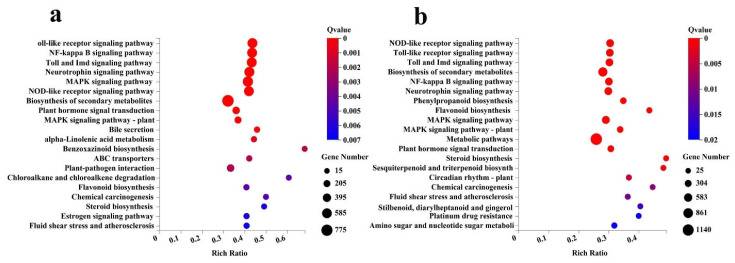 a
oll-like receptor signaling pathway
NF-kappa B signaling pathway
Toll and Imd signaling pathway
Neurotrophin signaling pathway
MAPK signaling pathway
NOD-like receptor signaling pathway
Biosynthesis of secondary metabolites
Plant hormone signal transduction
MAPK signaling pathway - plant
Bile secretion
alpha-Linolenic acid metabolism
Benzoxazinoid biosynthesis
ABC transporters
Plant-pathogen interaction
Chloroalkane and chloroalkene degradation
Flavonoid biosynthesis
Chemical carcinogenesis
Steroid biosynthesis
Estrogen signaling pathway
Fluid shear stress and atherosclerosis
0 0.1 0.2 0.3 0.4 0.5 0.6
Rich Ratio
Qvalue
0
0.001
0.002
0.003
0.004
0.005
0.006
0.007
Gene Number
15
205
395
585
775
b
NOD-like receptor signaling pathway
Toll-like receptor signaling pathway
Toll and Imd signaling pathway
Biosynthesis of secondary metabolites
NF-kappa B signaling pathway
Neurotrophin signaling pathway
Phenylpropanoid biosynthesis
Flavonoid biosynthesis
MAPK signaling pathway
MAPK signaling pathway - plant
Metabolic pathways
Plant hormone signal transduction
Steroid biosynthesis
Sesquiterpenoid and triterpenoid biosynth
Circadian rhythm - plant
Chemical carcinogenesis
Fluid shear stress and atherosclerosis
Stilbenoid, diarylheptanoid and gingerol
Platinum drug resistance
Amino sugar and nucleotide sugar metaboli
0 0.1 0.2 0.3 0.4
Rich Ratio
Qvalue
0
0.005
0.01
0.015
0.02
Gene Number
25
304
583
861
1140